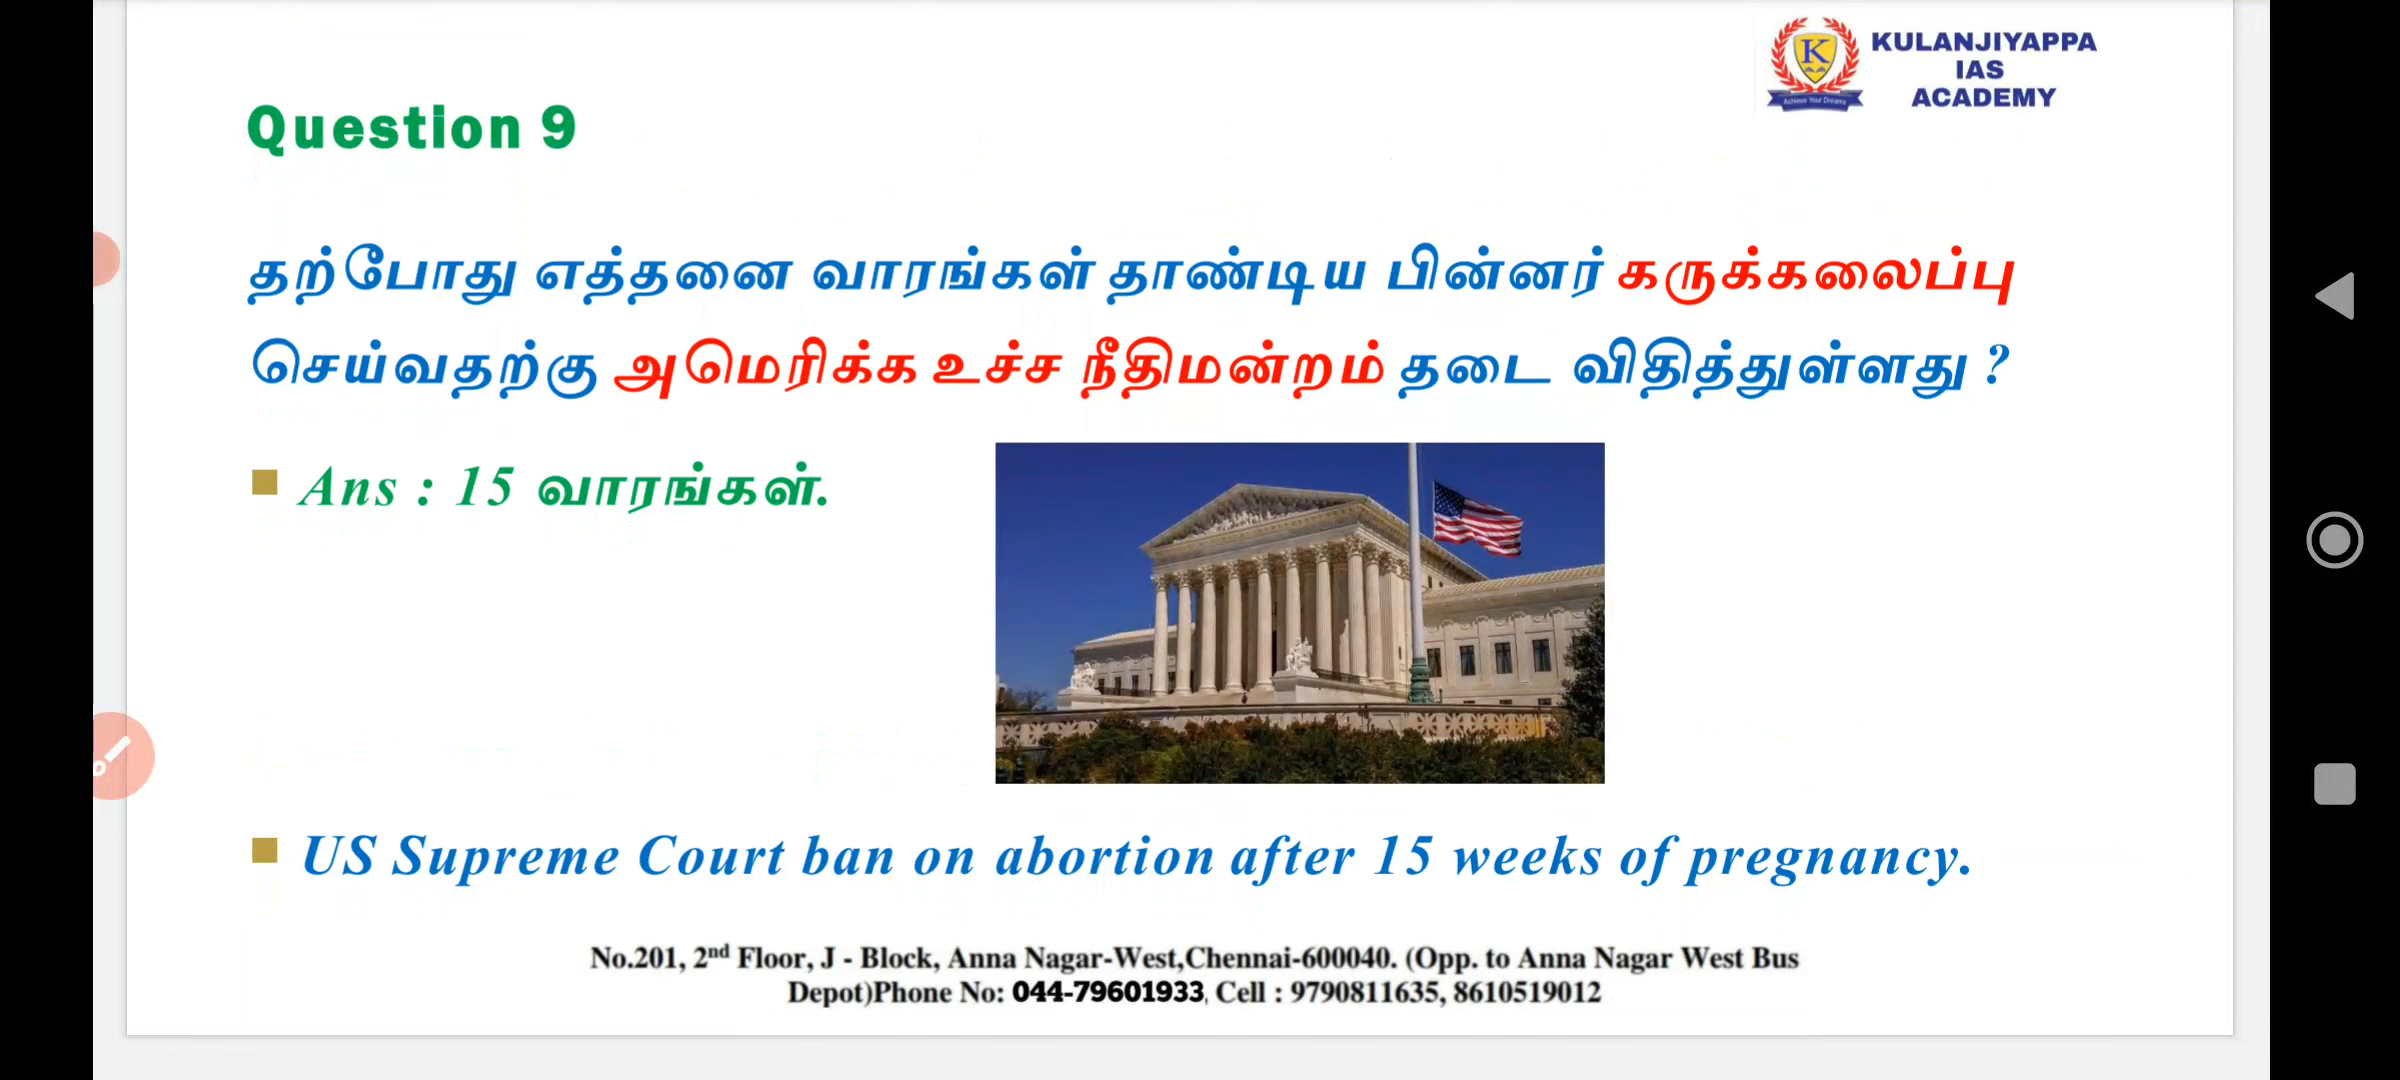 KULANJIYAPPA
IAS
ACADEMY
Achieve Your Dreams
Question 9
தற்போது எத்தனை வாரங்கள் தாண்டிய பின்னர் கருக்கலைப்பு
செய்வதற்கு அமெரிக்க உச்ச நீதிமன்றம் தடை விதித்துள்ளது ?
Ans : 15 வாரங்கள்.
US Supreme Court ban on abortion after 15 weeks of pregnancy.
No.201, 2nd Floor, J - Block, Anna Nagar-West,Chennai-600040. (Opp. to Anna Nagar West Bus
Depot)Phone No: 044-79601933, Cell : 9790811635, 8610519012